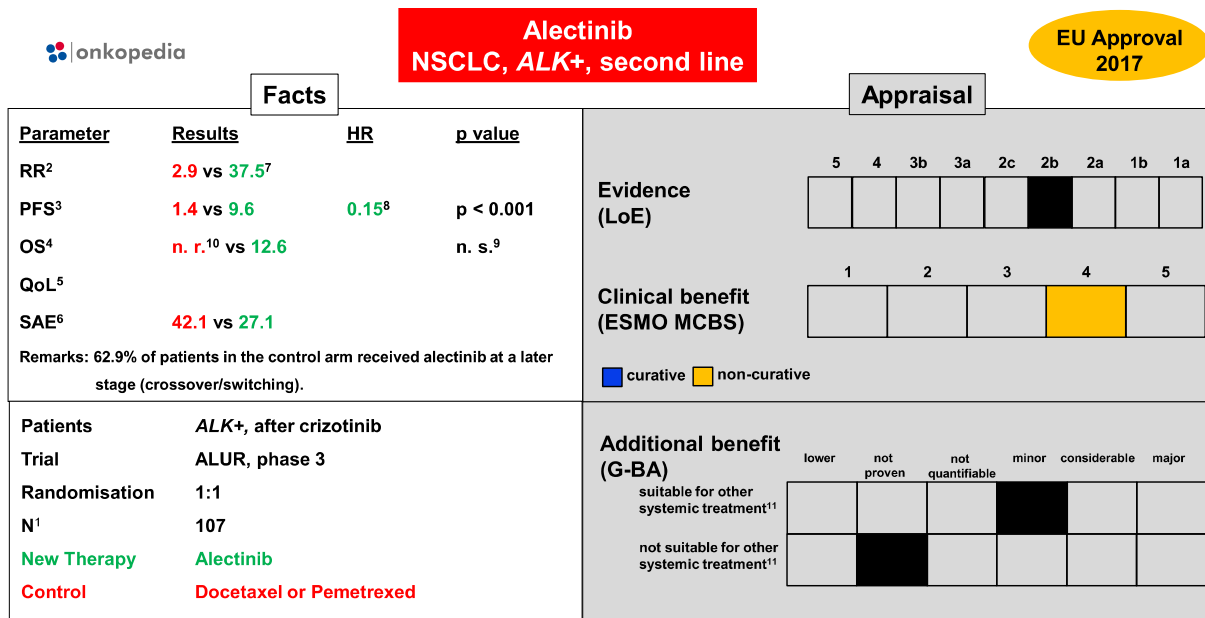 onkopedia
Alectinib
NSCLC, ALK+, second line
EU Approval
2017
Facts
Parameter Results HR p value
RR² 2.9 vs 37.5⁷
PFS³ 1.4 vs 9.6 0.15⁸ p < 0.001
OS⁴ n. r.¹⁰ vs 12.6 n. s.⁹
QoL⁵
SAE⁶ 42.1 vs 27.1
Remarks: 62.9% of patients in the control arm received alectinib at a later
stage (crossover/switching).
Patients ALK+, after crizotinib
Trial ALUR, phase 3
Randomisation 1:1
N¹ 107
New Therapy Alectinib
Control Docetaxel or Pemetrexed
Appraisal
5 4 3b 3a 2c 2b 2a 1b 1a
Evidence
(LoE)
1 2 3 4 5
Clinical benefit
(ESMO MCBS)
curative non-curative
Additional benefit
(G-BA)
lower not proven not quantifiable minor considerable major
suitable for other
systemic treatment¹¹
not suitable for other
systemic treatment¹¹